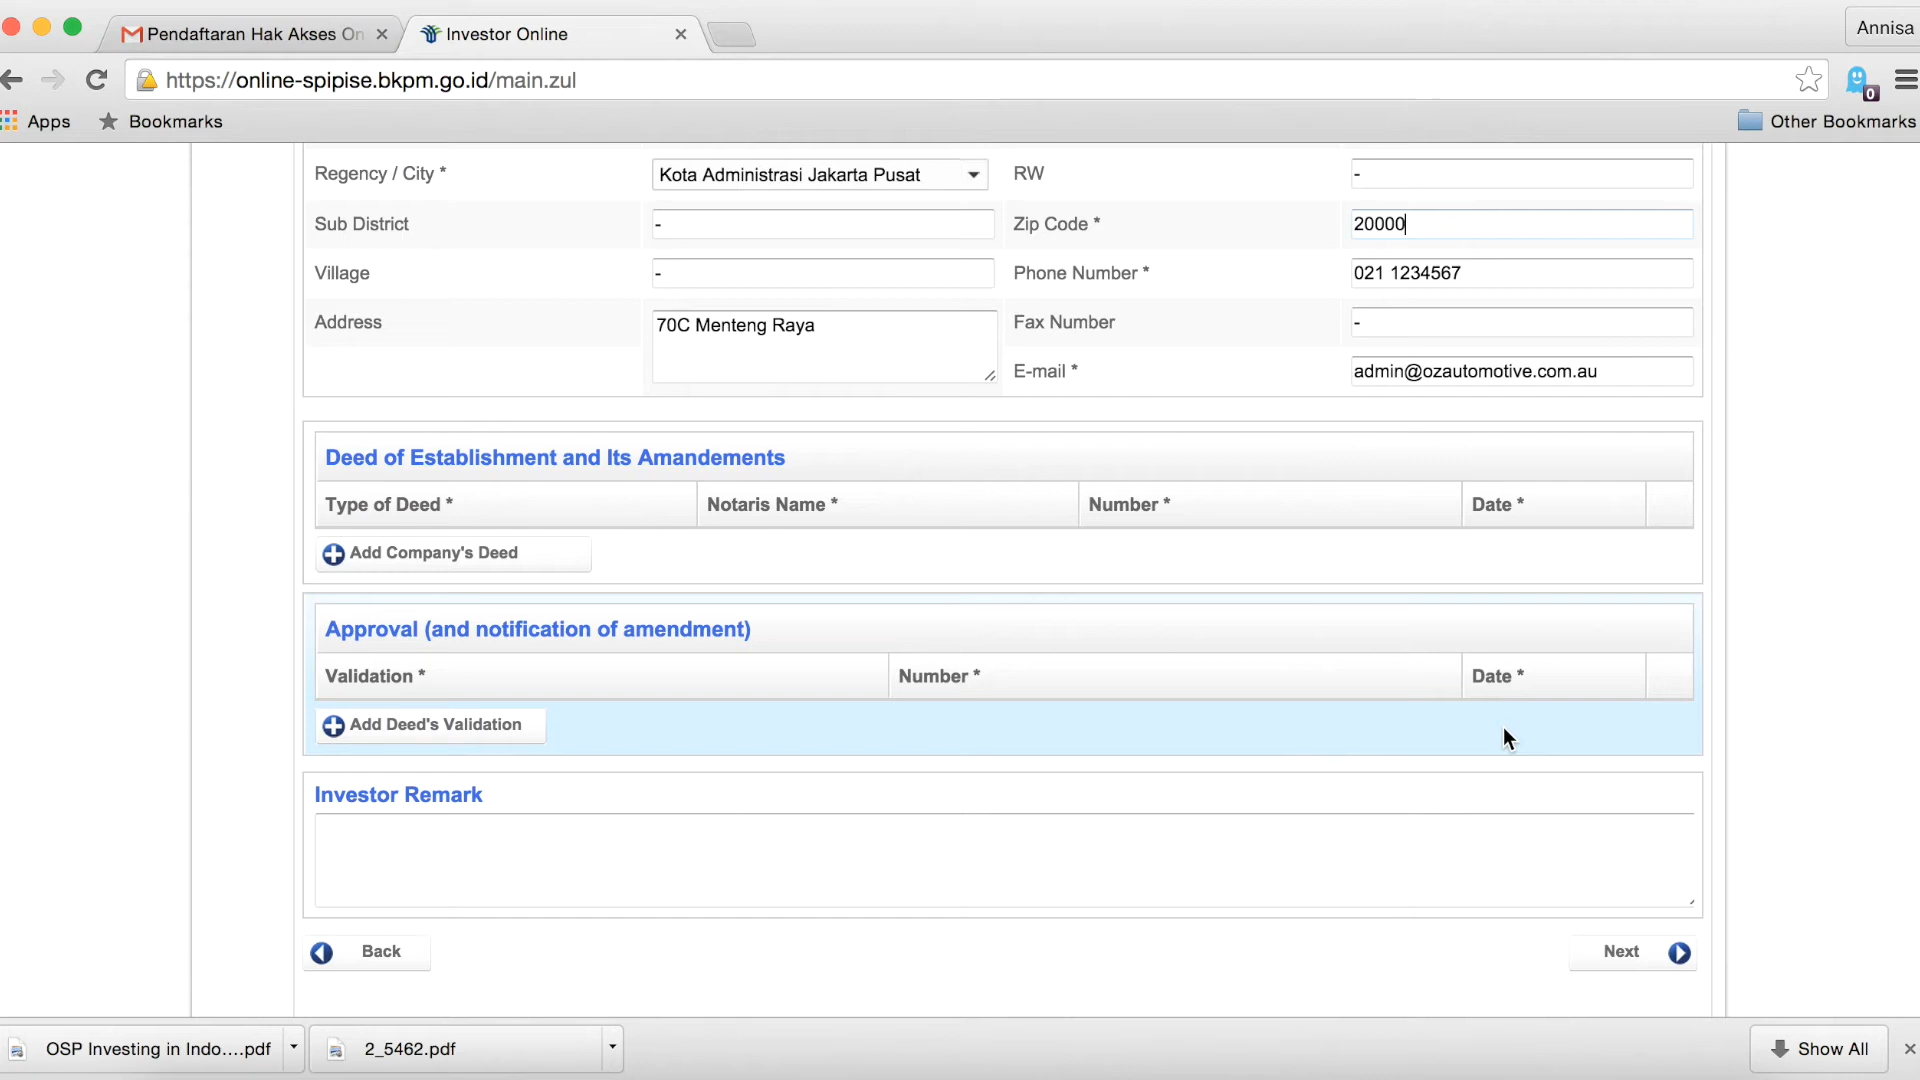 Pendaftaran Hak Akses On
Investor Online
Annisa
https://online-spipise.bkpm.go.id/main.zul
0
Apps
Bookmarks
Other Bookmarks
Regency / City *
Kota Administrasi Jakarta Pusat
RW
-
Sub District
-
Zip Code *
20000
Village
-
Phone Number *
021 1234567
Address
70C Menteng Raya
Fax Number
-
E-mail *
admin@ozautomotive.com.au
Deed of Establishment and Its Amandements
Type of Deed *
Notaris Name *
Number *
Date *
Add Company's Deed
Approval (and notification of amendment)
Validation *
Number *
Date *
Add Deed's Validation
Investor Remark
Back
Next
OSP Investing in Indo....pdf
2_5462.pdf
Show All